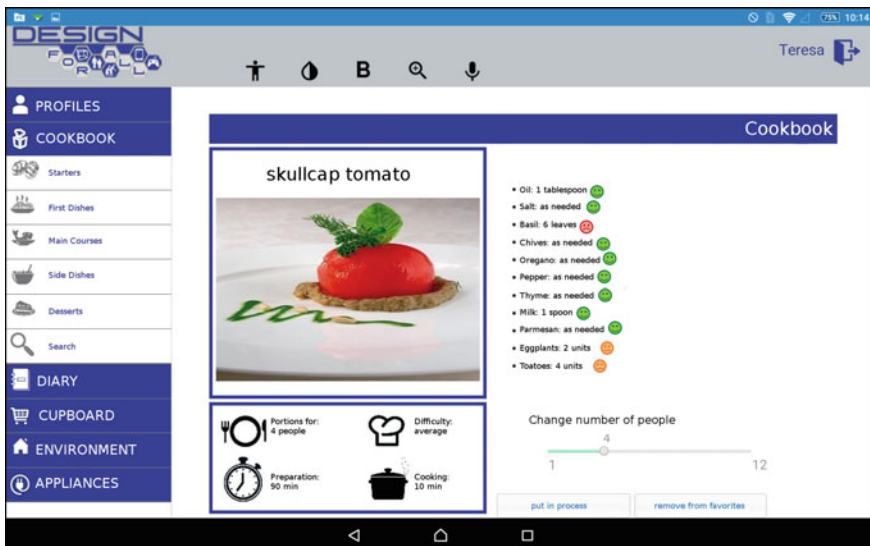 75% 10:14
DESIGN
FOR ALL
B
Teresa
PROFILES
COOKBOOK
Starters
First Dishes
Main Courses
Side Dishes
Desserts
Search
DIARY
CUPBOARD
ENVIRONMENT
APPLIANCES
Cookbook
skullcap tomato
Portions for:
4 people
Difficulty:
average
Preparation:
90 min
Cooking:
10 min
• Oil: 1 tablespoon
• Salt: as needed
• Basil: 6 leaves
• Chives: as needed
• Oregano: as needed
• Pepper: as needed
• Thyme: as needed
• Milk: 1 spoon
• Parmesan: as needed
• Eggplants: 2 units
• Toatoes: 4 units
Change number of people
4
1 12
put in process remove from favorites